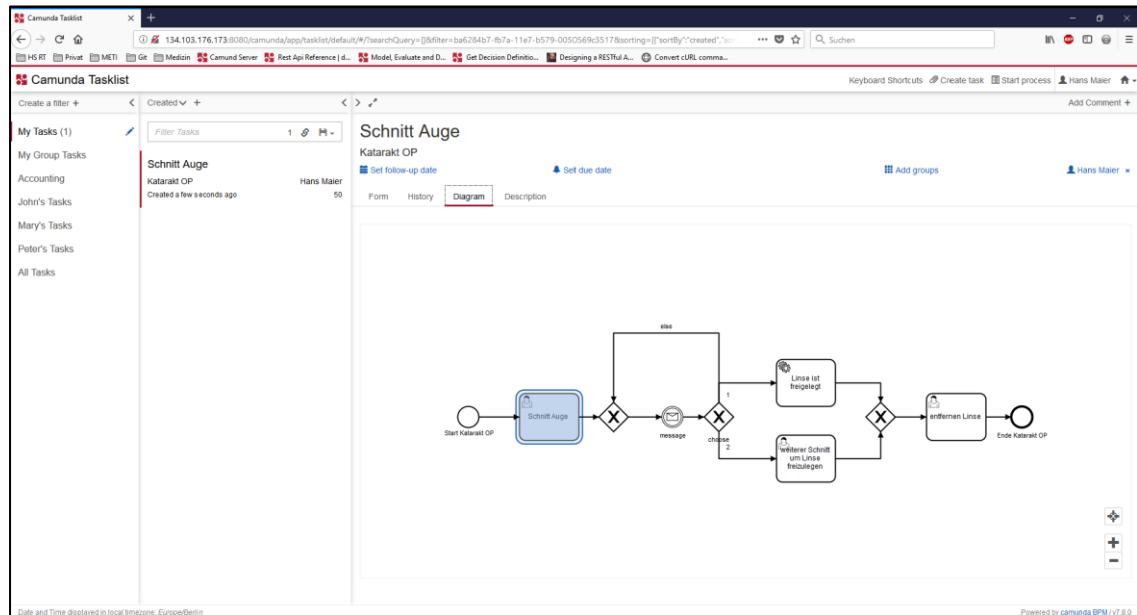 Camunda Tasklist
134.103.176.173:8080/camunda/app/tasklist/default/#/?searchQuery=[]&filter=ba6284b7-fb7a-11e7-b579-0050569c3517&sorting=[{"sortBy":"created","so
Suchen
HS RT Privat METI Git Medizin Camund Server Rest Api Reference | d... Model, Evaluate and D... Get Decision Definitio... Designing a RESTful A... Convert cURL comma...
Camunda Tasklist
Keyboard Shortcuts Create task Start process Hans Maier
Create a filter +
Created +
Add Comment +
My Tasks (1)
My Group Tasks
Accounting
John's Tasks
Mary's Tasks
Peter's Tasks
All Tasks
Filter Tasks 1
Schnitt Auge
Katarakt OP Hans Maier
Created a few seconds ago 50
Schnitt Auge
Katarakt OP
Set follow-up date Set due date Add groups Hans Maier ×
Form History Diagram Description
else
Start Katarakt OP
Schnitt Auge
message
choose
1
2
Linse ist
freigelegt
weiterer Schnitt
um Linse
freizulegen
entfernen Linse
Ende Katarakt OP
Date and Time displayed in local timezone: Europe/Berlin
Powered by camunda BPM / v7.8.0